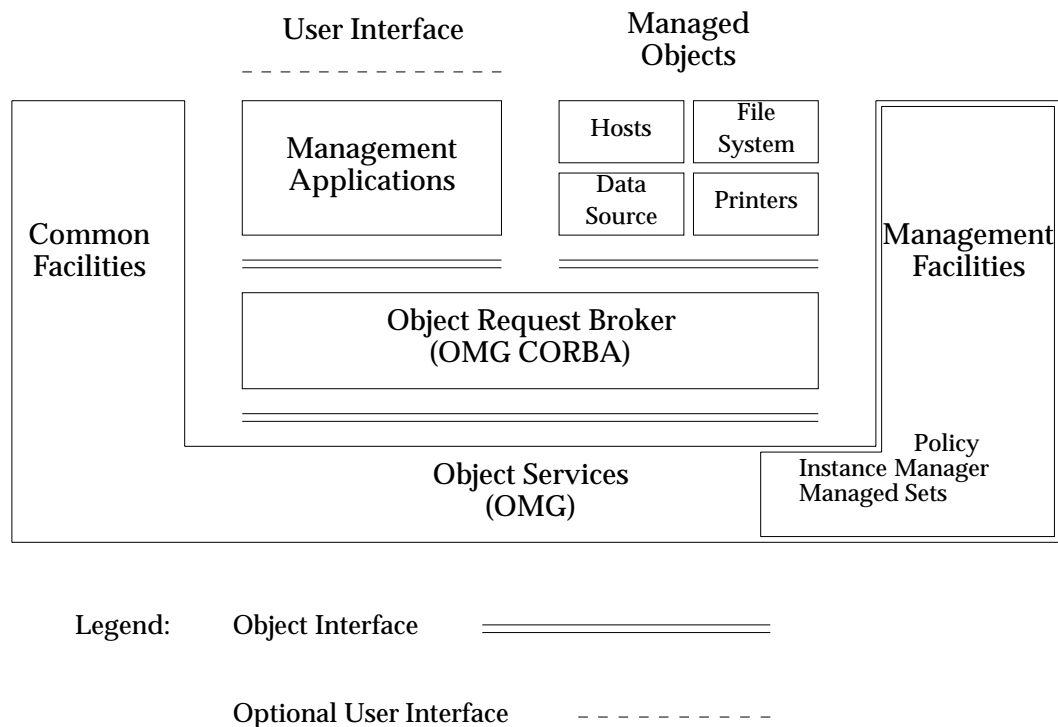 User Interface
Managed
Objects
Management
Applications
Hosts
File
System
Data
Source
Printers
Common
Facilities
Management
Facilities
Object Request Broker
(OMG CORBA)
Object Services
(OMG)
Policy
Instance Manager
Managed Sets
Legend:
Object Interface
Optional User Interface